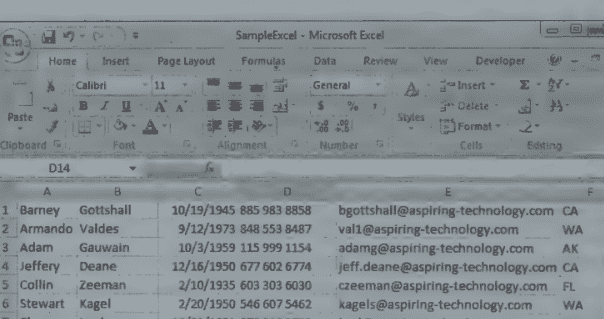 SampleExcel - Microsoft Excel
Home Insert Page Layout Formulas Data Review View Developer
Calibri 11 General Insert
Paste B I U A A $ % , Styles Delete
A Format
Clipboard Font Alignment Number Cells Editing
D14 fx
A B C D E F
1 Barney Gottshall 10/19/1945 885 983 8858 bgottshall@aspiring-technology.com CA
2 Armando Valdes 9/12/1973 848 553 8487 val1@aspiring-technology.com WA
3 Adam Gauwain 10/3/1959 115 999 1154 adamg@aspiring-technology.com AK
4 Jeffery Deane 12/16/1950 677 602 6774 jeff.deane@aspiring-technology.com CA
5 Collin Zeeman 2/10/1935 603 303 6030 czeeman@aspiring-technology.com FL
6 Stewart Kagel 2/20/1950 546 607 5462 kagels@aspiring-technology.com WA